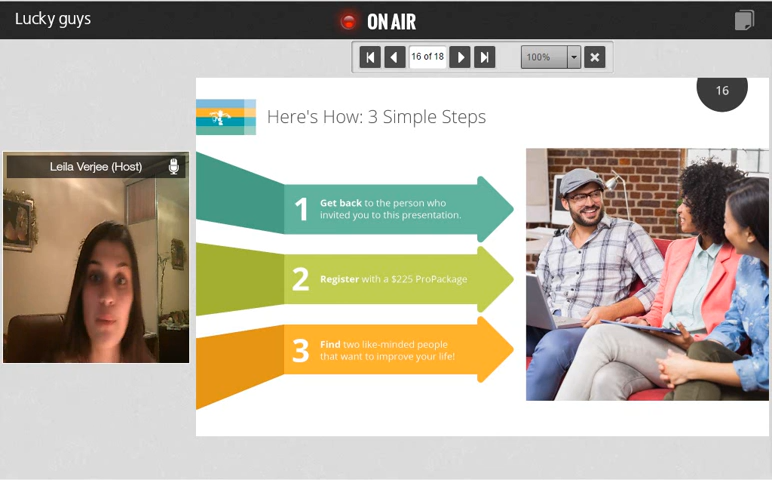 Lucky guys
ON AIR
16 of 18
100%
16
Here's How: 3 Simple Steps
Leila Verjee (Host)
1
Get back to the person who
invited you to this presentation.
2
Register with a $225 ProPackage
3
Find two like-minded people
that want to improve your life!